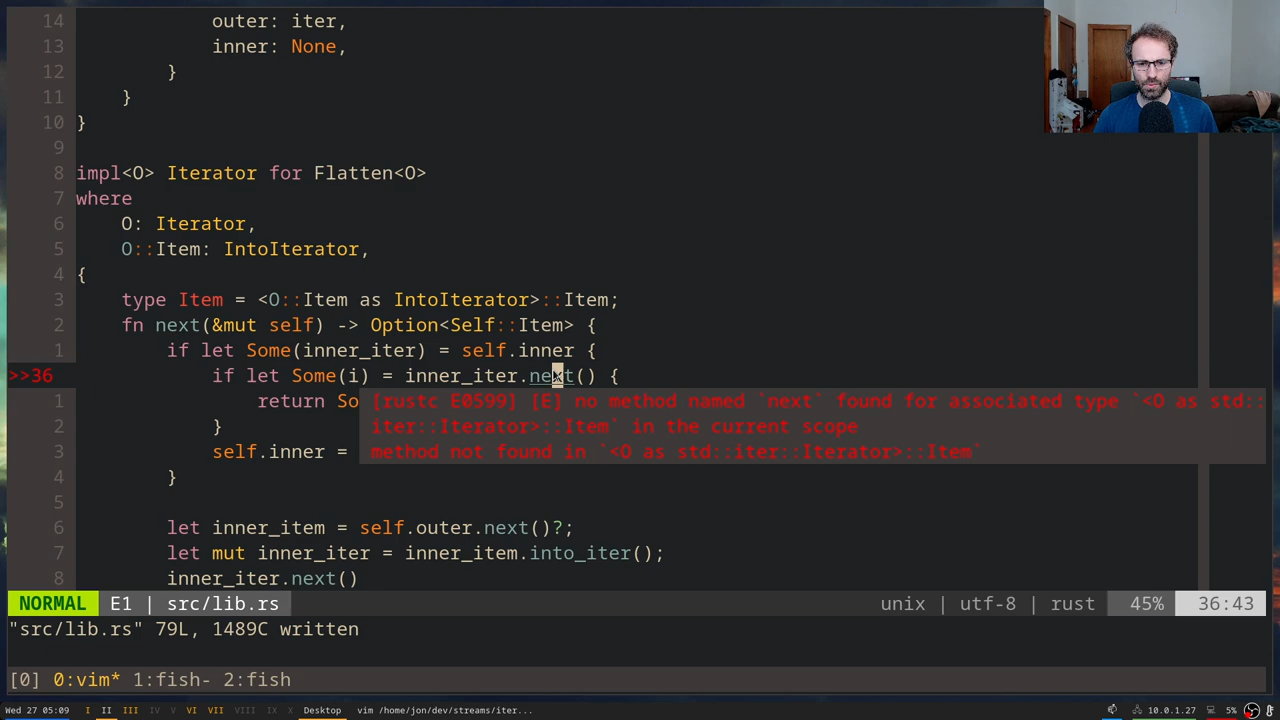 14 outer: iter,
13 inner: None,
12 }
11 }
10 }
9
8 impl<O> Iterator for Flatten<O>
7 where
6 O: Iterator,
5 O::Item: IntoIterator,
4 {
3 type Item = <O::Item as IntoIterator>::Item;
2 fn next(&mut self) -> Option<Self::Item> {
1 if let Some(inner_iter) = self.inner {
>>36 if let Some(i) = inner_iter.next() {
1 return So
[rustc E0599] [E] no method named `next` found for associated type `<O as std::
iter::Iterator>::Item` in the current scope
method not found in `<O as std::iter::Iterator>::Item`
2 }
3 self.inner =
4 }
5
6 let inner_item = self.outer.next()?;
7 let mut inner_iter = inner_item.into_iter();
8 inner_iter.next()
NORMAL E1 | src/lib.rs unix | utf-8 | rust 45% 36:43
"src/lib.rs" 79L, 1489C written
[0] 0:vim* 1:fish- 2:fish
Wed 27 05:09 I II III IV V VI VII VIII IX X Desktop vim /home/jon/dev/streams/iter... 10.0.1.27 5%